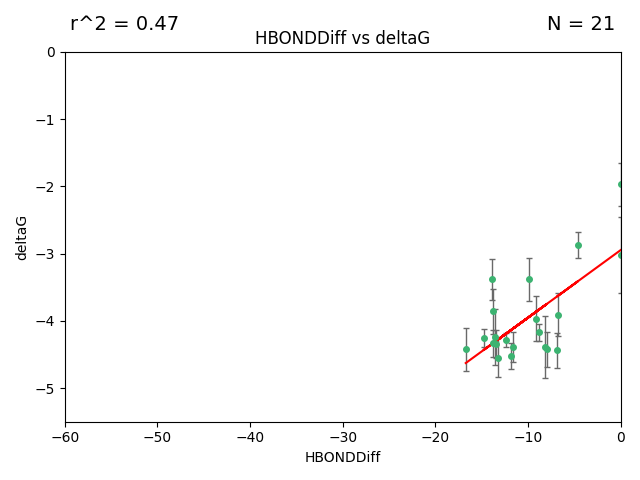 r^2 = 0.47
N = 21
HBONDDiff vs deltaG
0
−1
−2
−3
−4
−5
deltaG
−60
−50
−40
−30
−20
−10
0
HBONDDiff